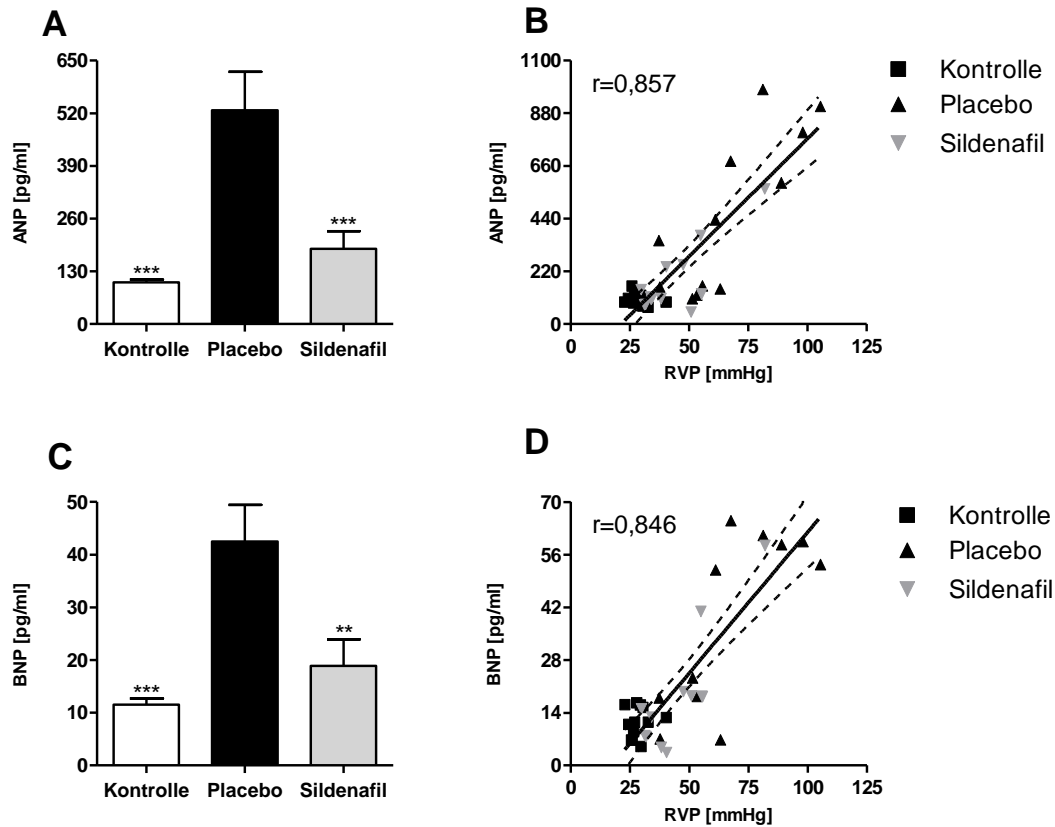 A
ANP [pg/ml]
650
520
390
260
130
0
***
***
Kontrolle Placebo Sildenafil
B
ANP [pg/ml]
1100
880
660
440
220
0
r=0,857
0 25 50 75 100 125
RVP [mmHg]
Kontrolle
Placebo
Sildenafil
C
BNP [pg/ml]
50
40
30
20
10
0
***
**
Kontrolle Placebo Sildenafil
D
BNP [pg/ml]
70
56
42
28
14
0
r=0,846
0 25 50 75 100 125
RVP [mmHg]
Kontrolle
Placebo
Sildenafil